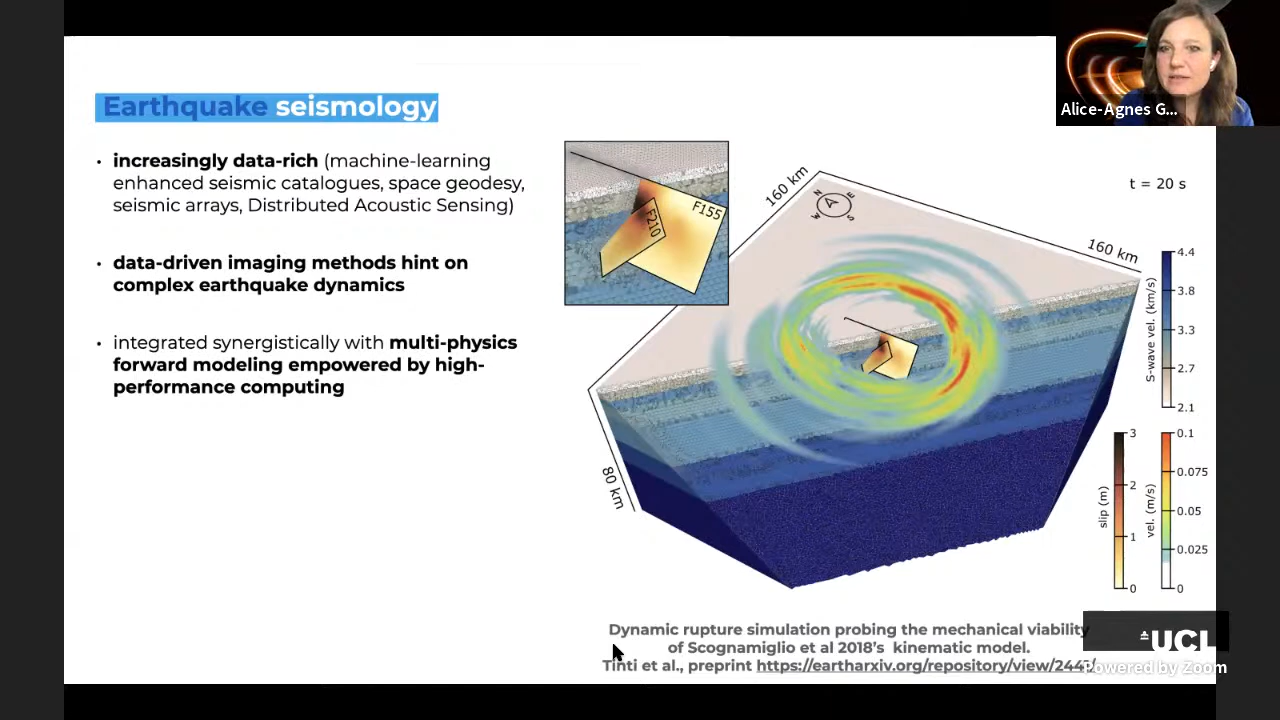 Earthquake seismology
• increasingly data-rich (machine-learning
enhanced seismic catalogues, space geodesy,
seismic arrays, Distributed Acoustic Sensing)
• data-driven imaging methods hint on
complex earthquake dynamics
• integrated synergistically with multi-physics
forward modeling empowered by high-
performance computing
F210
F155
160 km
N
E
W
S
160 km
80 km
t = 20 s
S-wave vel. (km/s)
4.4
3.8
3.3
2.7
2.1
slip (m)
3
2
1
0
vel. (m/s)
0.1
0.075
0.05
0.025
0
Dynamic rupture simulation probing the mechanical viability
of Scognamiglio et al 2018's kinematic model.
Tinti et al., preprint https://eartharxiv.org/repository/view/244
Alice-Agnes G...
UCL
Powered by Zoom